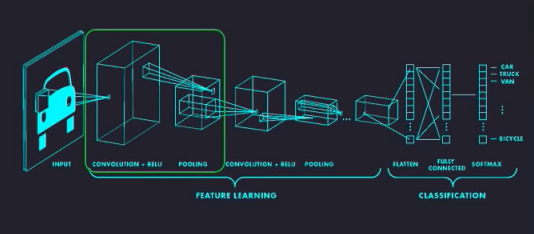 CAR
TRUCK
VAN
BICYCLE
INPUT
CONVOLUTION + RELU
POOLING
CONVOLUTION + RELU
POOLING
FLATTEN
FULLY
CONNECTED
SOFTMAX
FEATURE LEARNING
CLASSIFICATION